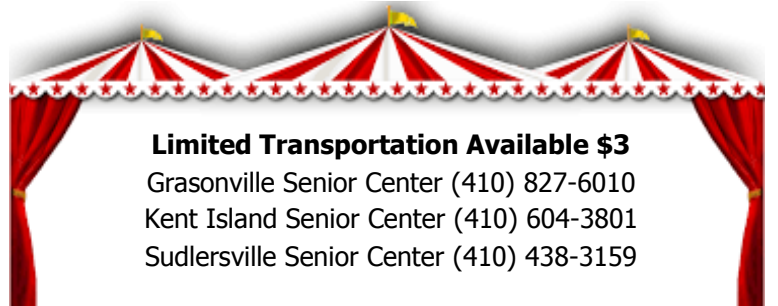 Limited Transportation Available $3
Grasonville Senior Center (410) 827-6010
Kent Island Senior Center (410) 604-3801
Sudlersville Senior Center (410) 438-3159